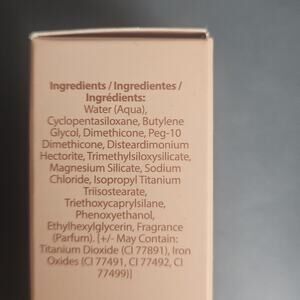 Ingredients / Ingredientes /
Ingrédients:
Water (Aqua),
Cyclopentasiloxane, Butylene
Glycol, Dimethicone, Peg-10
Dimethicone, Disteardimonium
Hectorite, Trimethylsiloxysilicate,
Magnesium Silicate, Sodium
Chloride, Isopropyl Titanium
Triisostearate,
Triethoxycaprylsilane,
Phenoxyethanol,
Ethylhexylglycerin, Fragrance
(Parfum). [+/- May Contain:
Titanium Dioxide (CI 77891), Iron
Oxides (CI 77491, CI 77492, CI
77499)]